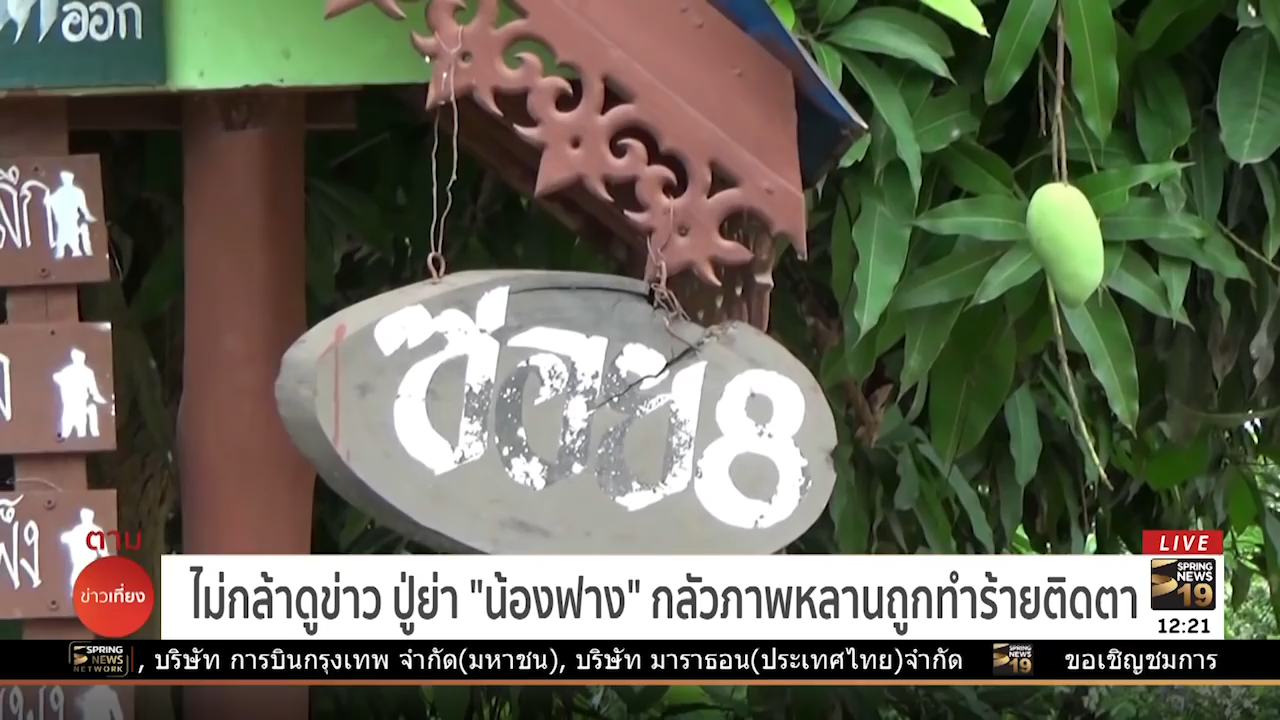 ออก
ซอย8
ตาม
ข่าวเที่ยง
ไม่กล้าดูข่าว ปู่ย่า "น้องฟาง" กลัวภาพหลานถูกทำร้ายติดตา
LIVE
SPRING
NEWS
19
12:21
SPRING
NEWS
NETWORK
, บริษัท การบินกรุงเทพ จำกัด(มหาชน), บริษัท มาราธอน(ประเทศไทย)จำกัด
SPRING
NEWS
19
ขอเชิญชมการ